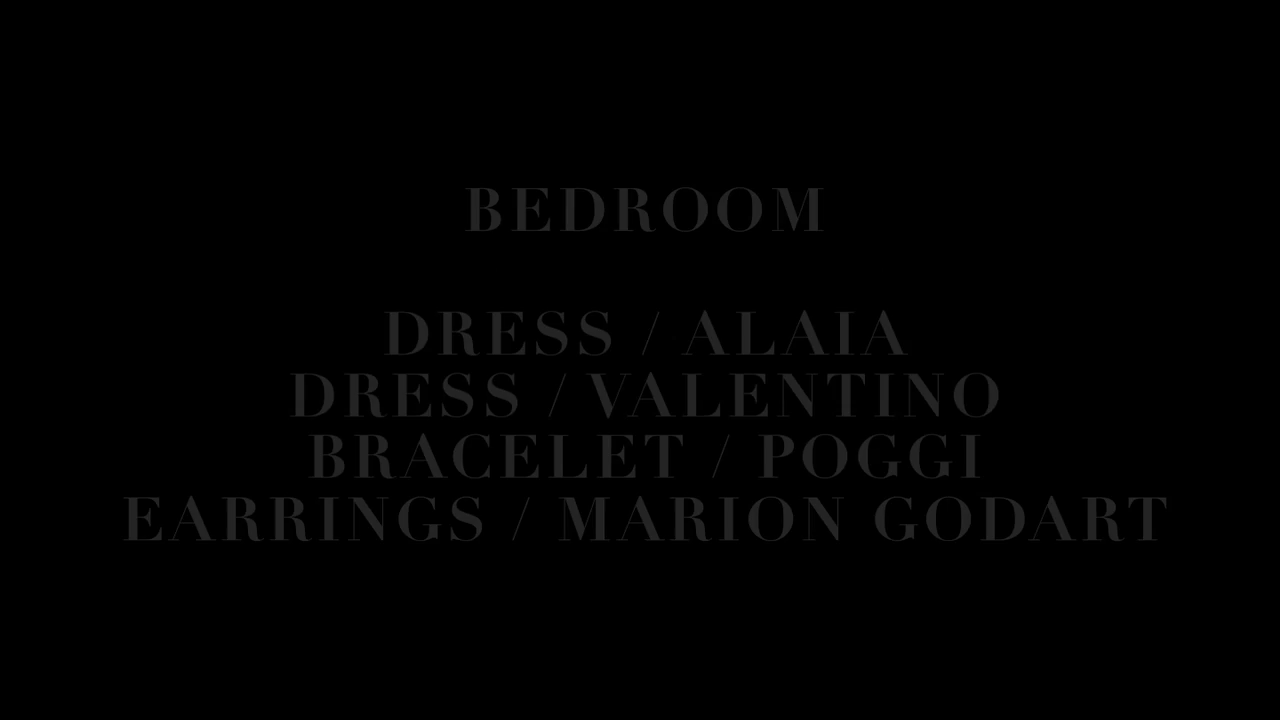 BEDROOM
DRESS / ALAIA
DRESS / VALENTINO
BRACELET / POGGI
EARRINGS / MARION GODART